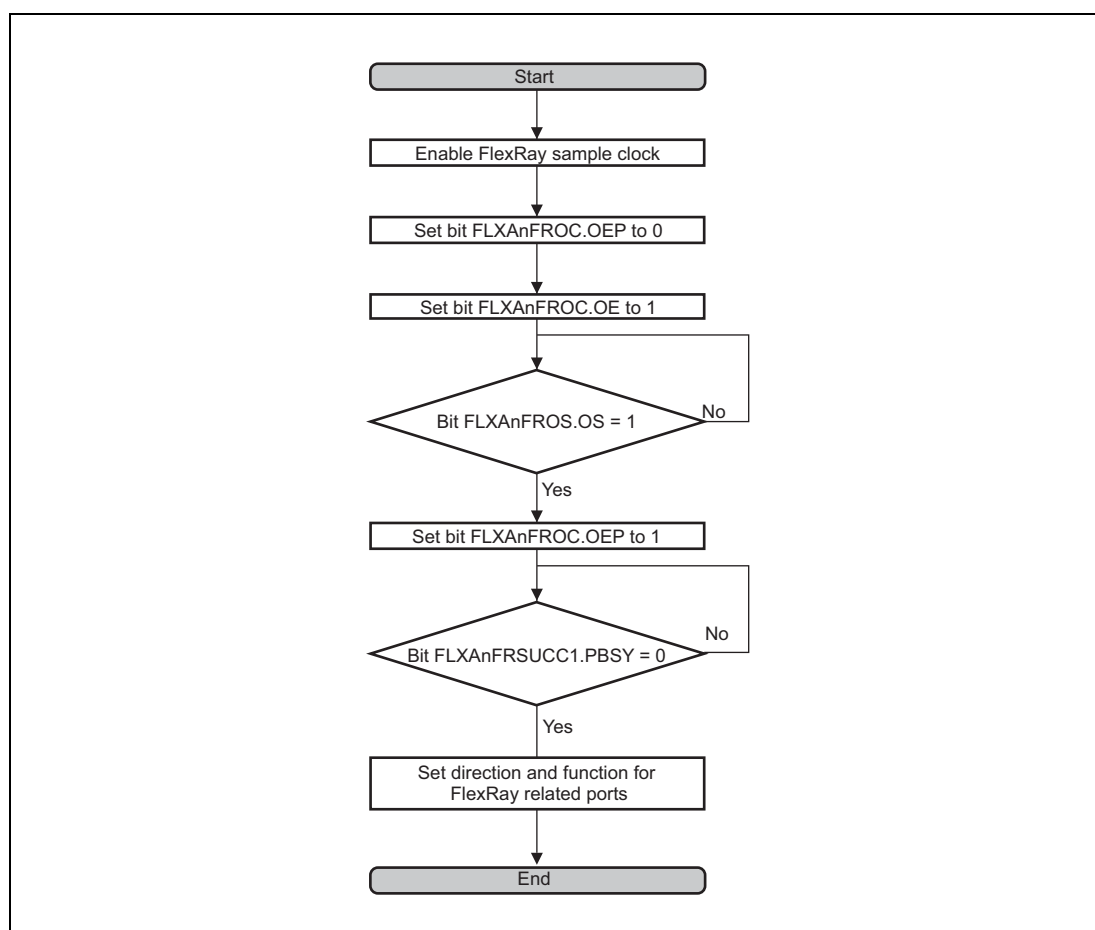 Start
Enable FlexRay sample clock
Set bit FLXAnFROC.OEP to 0
Set bit FLXAnFROC.OE to 1
Bit FLXAnFROS.OS = 1
No
Yes
Set bit FLXAnFROC.OEP to 1
Bit FLXAnFRSUCC1.PBSY = 0
No
Yes
Set direction and function for
FlexRay related ports
End